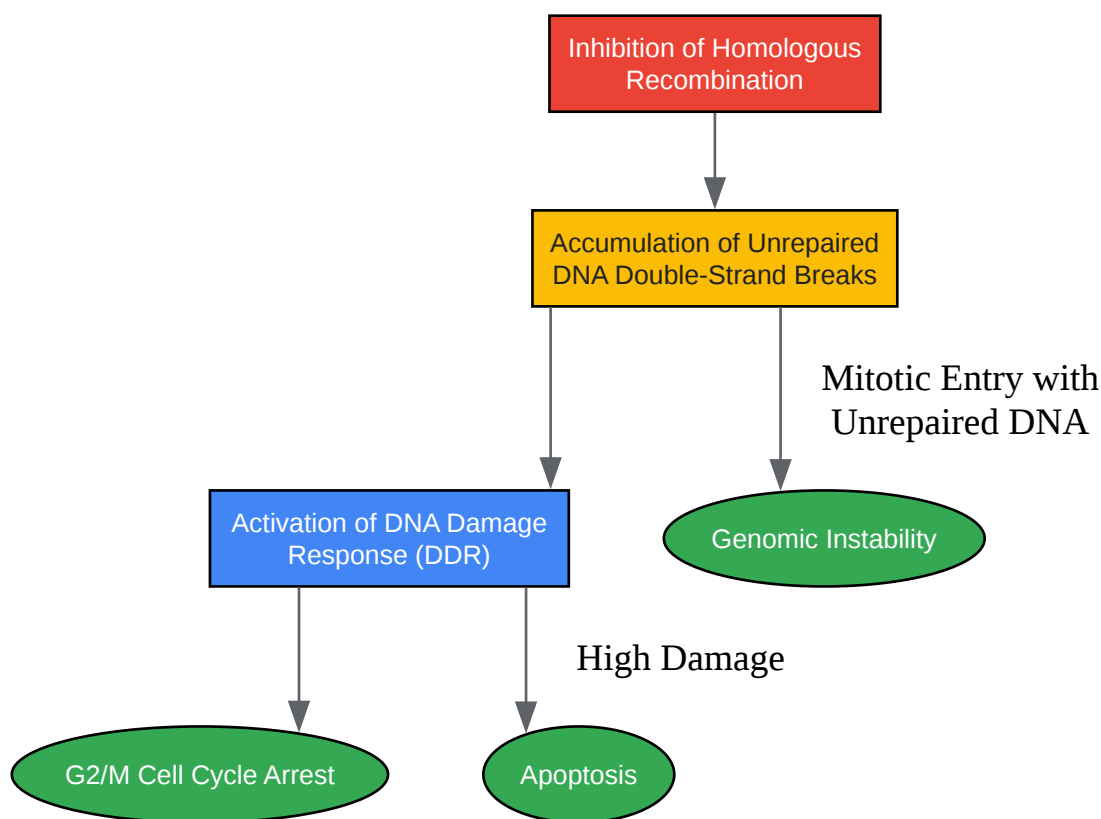 Inhibition of Homologous
Recombination
Accumulation of Unrepaired
DNA Double-Strand Breaks
Mitotic Entry with
Unrepaired DNA
Activation of DNA Damage
Response (DDR)
Genomic Instability
High Damage
G2/M Cell Cycle Arrest
Apoptosis